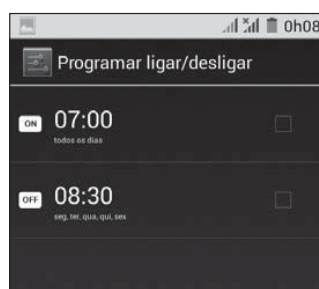 0h08
Programar ligar/desligar
ON 07:00
todos os dias
OFF 08:30
seg, ter, qua, qui, sex